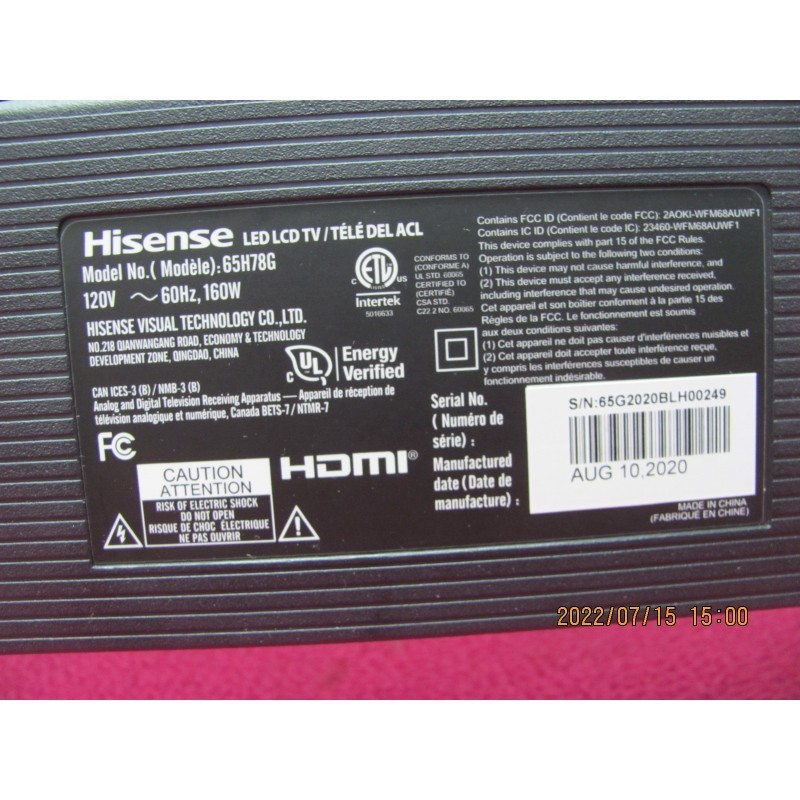 Hisense LED LCD TV / TÉLÉ DEL ACL
Model No.( Modèle): 65H78G
120V ～ 60Hz, 160W
HISENSE VISUAL TECHNOLOGY CO.,LTD.
NO.218 QIANWANGANG ROAD, ECONOMY & TECHNOLOGY
DEVELOPMENT ZONE, QINGDAO, CHINA
CAN ICES-3 (B) / NMB-3 (B)
Analog and Digital Television Receiving Apparatus — Appareil de réception de
télévision analogique et numérique, Canada BETS-7 / NTMR-7
FC
CAUTION
ATTENTION
RISK OF ELECTRIC SHOCK
DO NOT OPEN
RISQUE DE CHOC ÉLECTRIQUE
NE PAS OUVRIR
c UL
Energy
Verified
HDMI®
c ETL US
Intertek
5016633
CONFORMS TO
(CONFORME À)
UL STD. 60065
CERTIFIED TO
(CERTIFIÉ)
CSA STD.
C22.2 NO. 60065
Contains FCC ID (Contient le code FCC): 2AOKI-WFM68AUWF1
Contains IC ID (Contient le code IC): 23460-WFM68AUWF1
This device complies with part 15 of the FCC Rules.
Operation is subject to the following two conditions:
(1) This device may not cause harmful interference, and
(2) This device must accept any interference received,
including interference that may cause undesired operation.
Cet appareil est conforme à la partie 15 des
Règles de la FCC. Le fonctionnement est soumis
aux deux conditions suivantes:
(1) Cet appareil ne doit pas causer d'interférences nuisibles et
(2) Cet appareil doit accepter toute interférence reçue,
y compris les interférences susceptibles de causer un
fonctionnement indésirable.
Serial No.
( Numéro de
série) :
Manufactured
date (Date de
manufacture) :
S/N:65G2020BLH00249
AUG 10,2020
MADE IN CHINA
(FABRIQUÉ EN CHINE)
2022/07/15 15:00